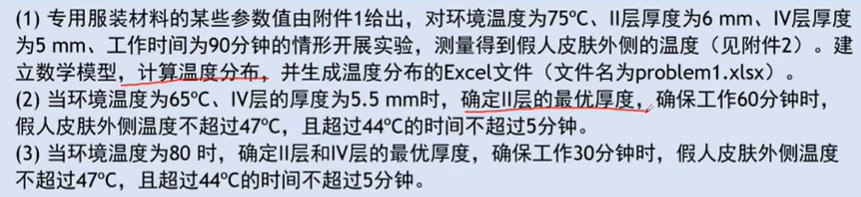 (1) 专用服装材料的某些参数值由附件1给出，对环境温度为75ºC、II层厚度为6 mm、IV层厚度
为5 mm、工作时间为90分钟的情形开展实验，测量得到假人皮肤外侧的温度（见附件2）。建
立数学模型，计算温度分布，并生成温度分布的Excel文件（文件名为problem1.xlsx）。
(2) 当环境温度为65ºC、IV层的厚度为5.5 mm时，确定II层的最优厚度，确保工作60分钟时，
假人皮肤外侧温度不超过47ºC，且超过44ºC的时间不超过5分钟。
(3) 当环境温度为80 时，确定II层和IV层的最优厚度，确保工作30分钟时，假人皮肤外侧温度
不超过47ºC，且超过44ºC的时间不超过5分钟。